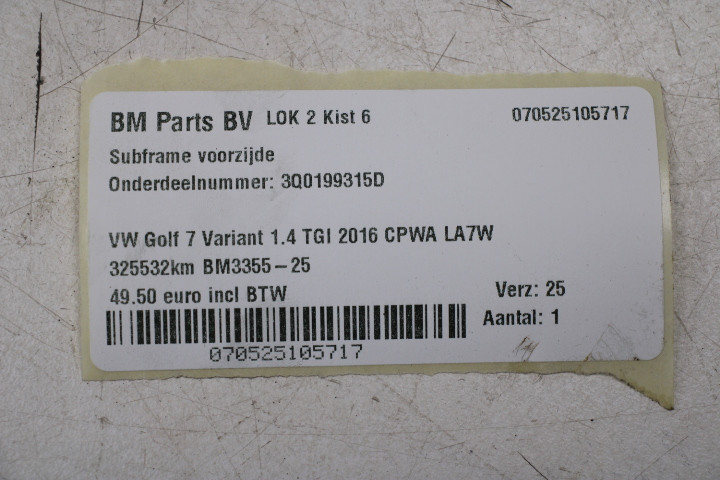 BM Parts BV LOK 2 Kist 6 070525105717
Subframe voorzijde
Onderdeelnummer: 3Q0199315D
VW Golf 7 Variant 1.4 TGI 2016 CPWA LA7W
325532km BM3355-25
49.50 euro incl BTW Verz: 25
Aantal: 1
070525105717